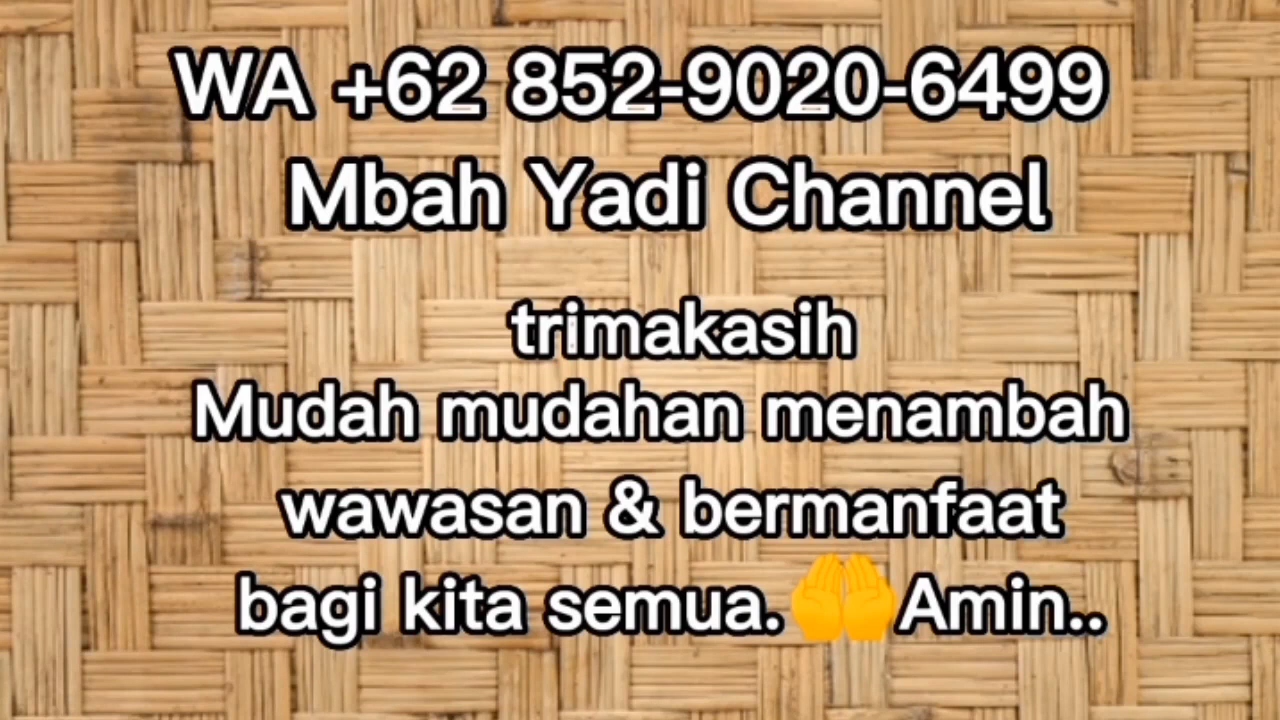 WA +62 852-9020-6499
Mbah Yadi Channel
trimakasih
Mudah mudahan menambah
wawasan & bermanfaat
bagi kita semua.🤲Amin..